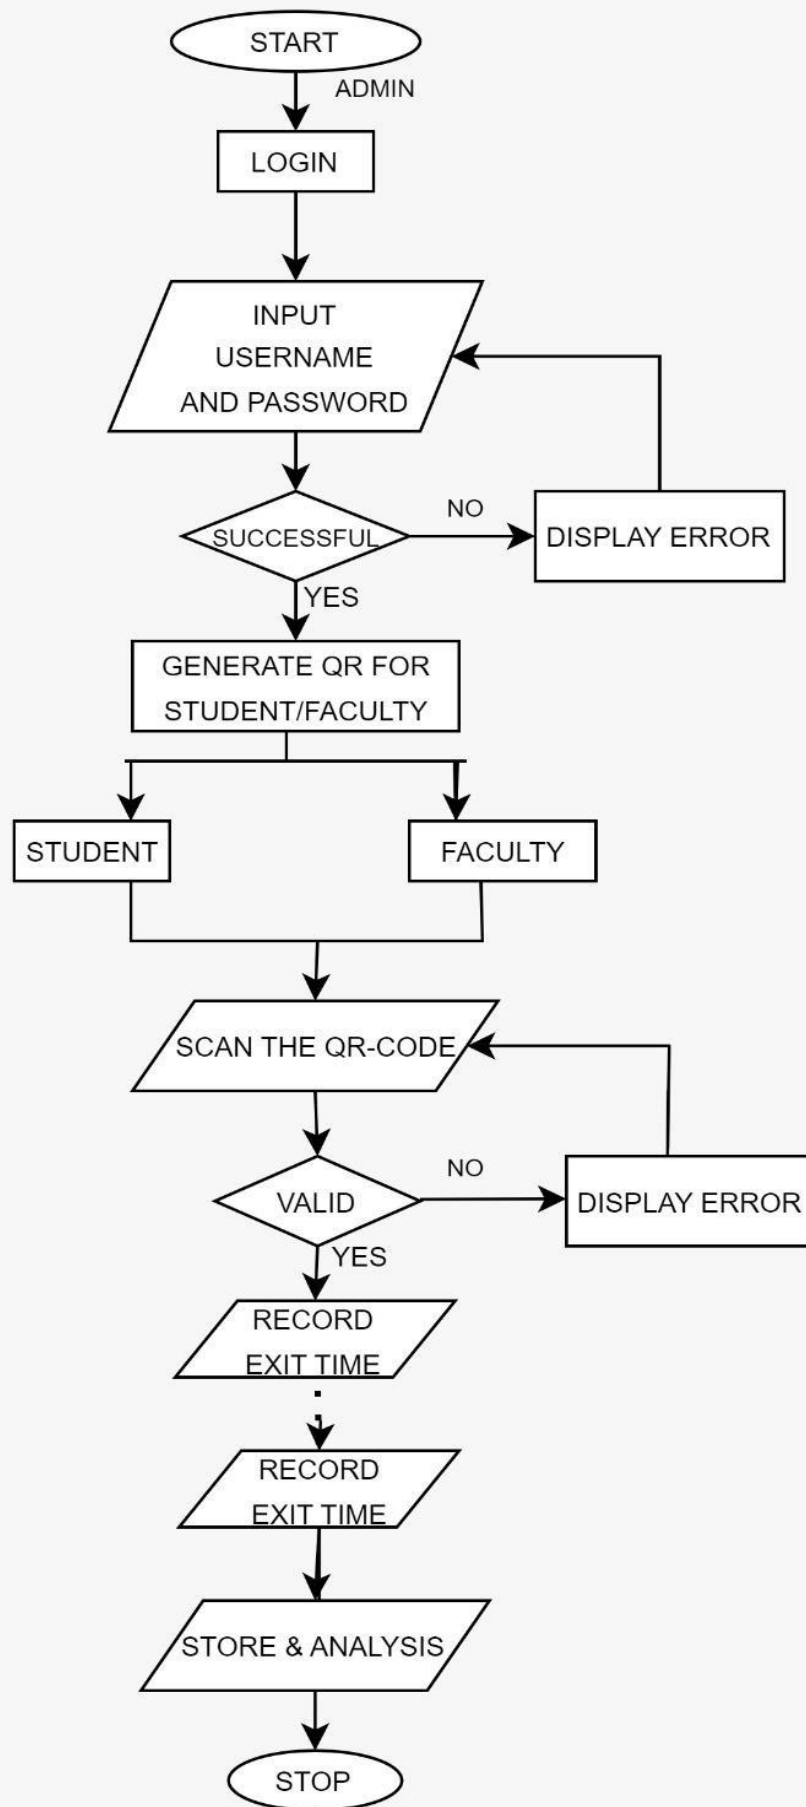 START
ADMIN
LOGIN
INPUT
USERNAME
AND PASSWORD
SUCCESSFUL
NO
DISPLAY ERROR
YES
GENERATE QR FOR
STUDENT/FACULTY
STUDENT
FACULTY
SCAN THE QR-CODE
VALID
NO
DISPLAY ERROR
YES
RECORD
EXIT TIME
RECORD
EXIT TIME
STORE & ANALYSIS
STOP